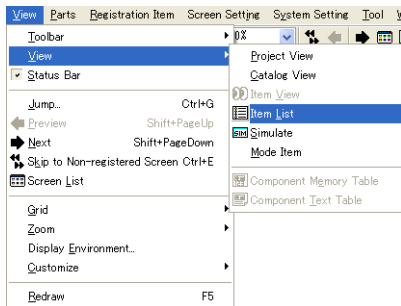 View Parts Registration Item Screen Setting System Setting Tool
Toolbar
0%
View
Project View
Status Bar
Catalog View
Item View
Jump... Ctrl+G
Item List
Preview Shift+PageUp
SIM Simulate
Next Shift+PageDown
Mode Item
Skip to Non-registered Screen Ctrl+E
Screen List
Component Memory Table
Component Text Table
Grid
Zoom
Display Environment...
Customize
Redraw F5